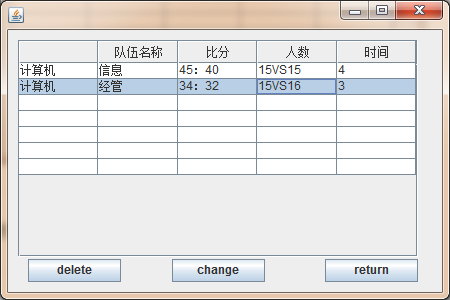 队伍名称 比分 人数 时间
计算机 信息 45：40 15VS15 4
计算机 经管 34：32 15VS16 3
delete change return